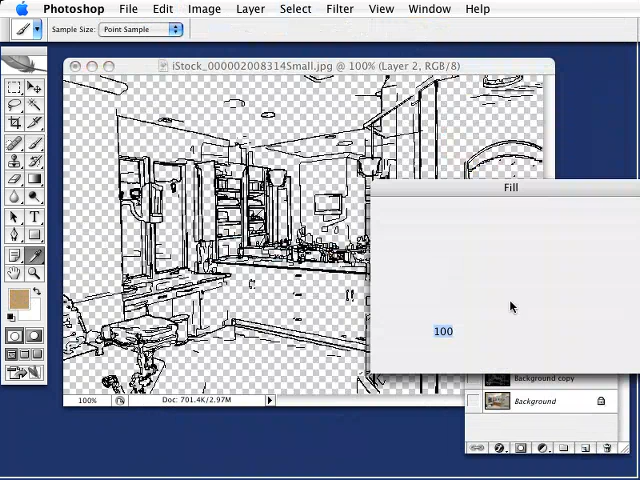 Photoshop File Edit Image Layer Select Filter View Window Help
Sample Size: Point Sample
iStock_000002008314Small.jpg @ 100% (Layer 2, RGB/8)
Fill
100
Background copy
Background
100% Doc: 701.4K/2.97M